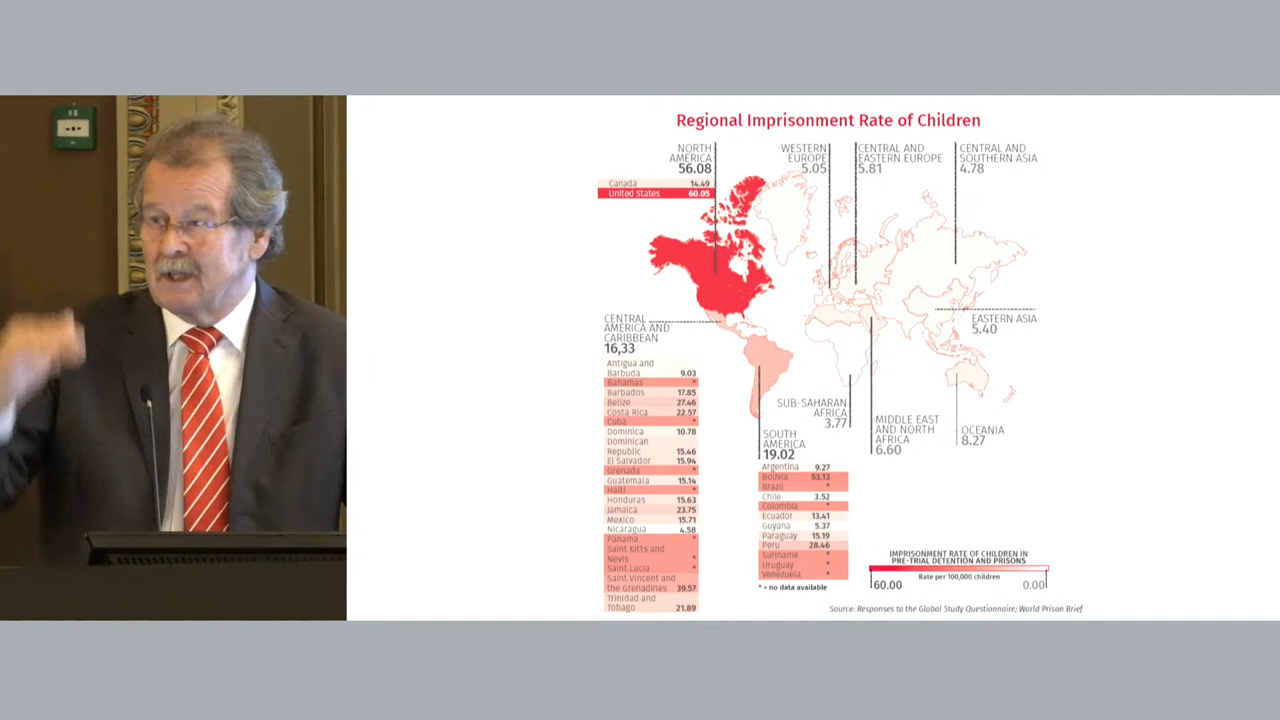 Regional Imprisonment Rate of Children
NORTH
AMERICA
56.08
Canada 14.49
United States 60.05
WESTERN
EUROPE
5.05
CENTRAL AND
EASTERN EUROPE
5.81
CENTRAL AND
SOUTHERN ASIA
4.78
EASTERN ASIA
5.40
CENTRAL
AMERICA AND
CARIBBEAN
16,33
Antigua and
Barbuda 9.03
Bahamas *
Barbados 17.85
Belize 27.46
Costa Rica 22.57
Cuba *
Dominica 10.78
Dominican
Republic 15.46
El Salvador 15.94
Grenada *
Guatemala 15.14
Haiti *
Honduras 15.63
Jamaica 23.75
Mexico 15.71
Nicaragua 4.58
Panama *
Saint Kitts and
Nevis *
Saint Lucia *
Saint Vincent and
the Grenadines 39.57
Trinidad and
Tobago 21.89
SUB-SAHARAN
AFRICA
3.77
SOUTH
AMERICA
19.02
Argentina 9.27
Bolivia 53.13
Brazil *
Chile 3.52
Colombia *
Ecuador 13.41
Guyana 5.37
Paraguay 15.19
Peru 28.46
Suriname *
Uruguay *
Venezuela *
* = no data available
MIDDLE EAST
AND NORTH
AFRICA
6.60
OCEANIA
8.27
IMPRISONMENT RATE OF CHILDREN IN
PRE-TRIAL DETENTION AND PRISONS
Rate per 100,000 children
60.00 0.00
Source: Responses to the Global Study Questionnaire; World Prison Brief